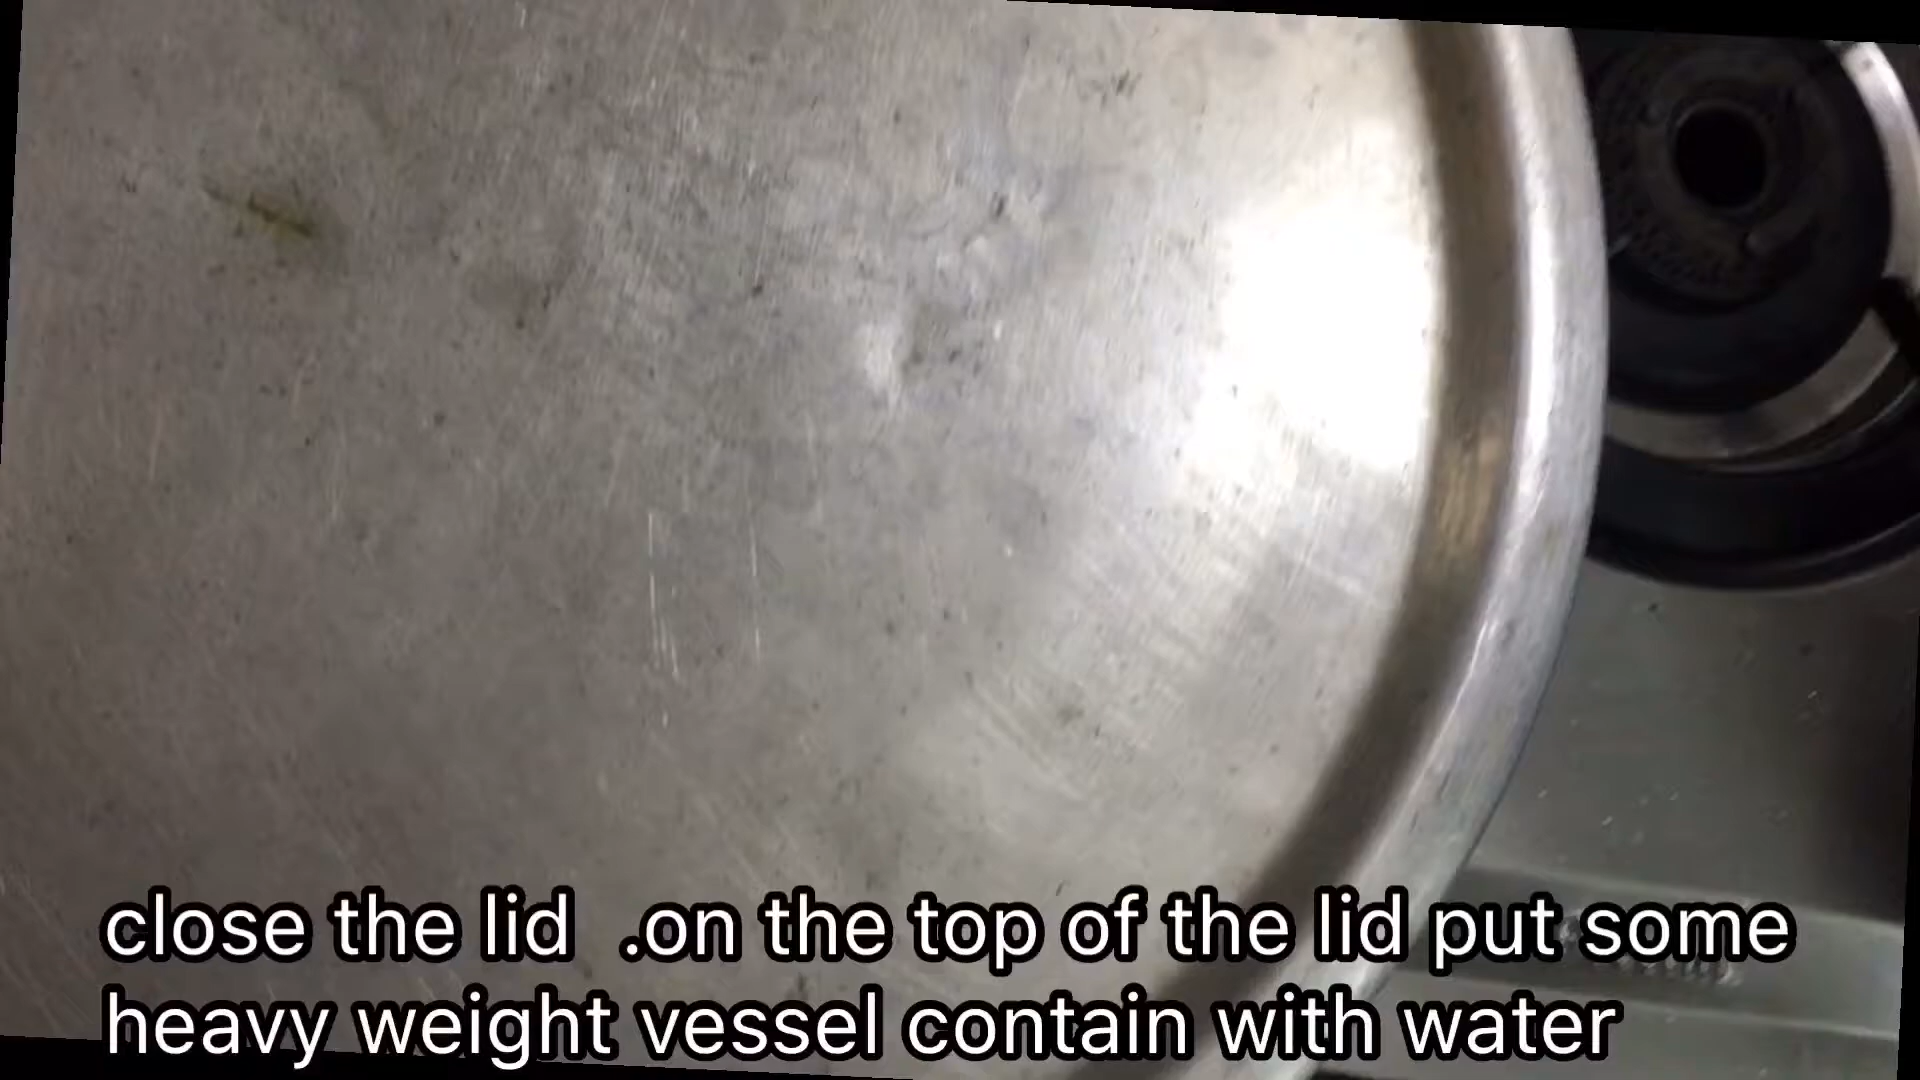 close the lid  .on the top of the lid put some
heavy weight vessel contain with water